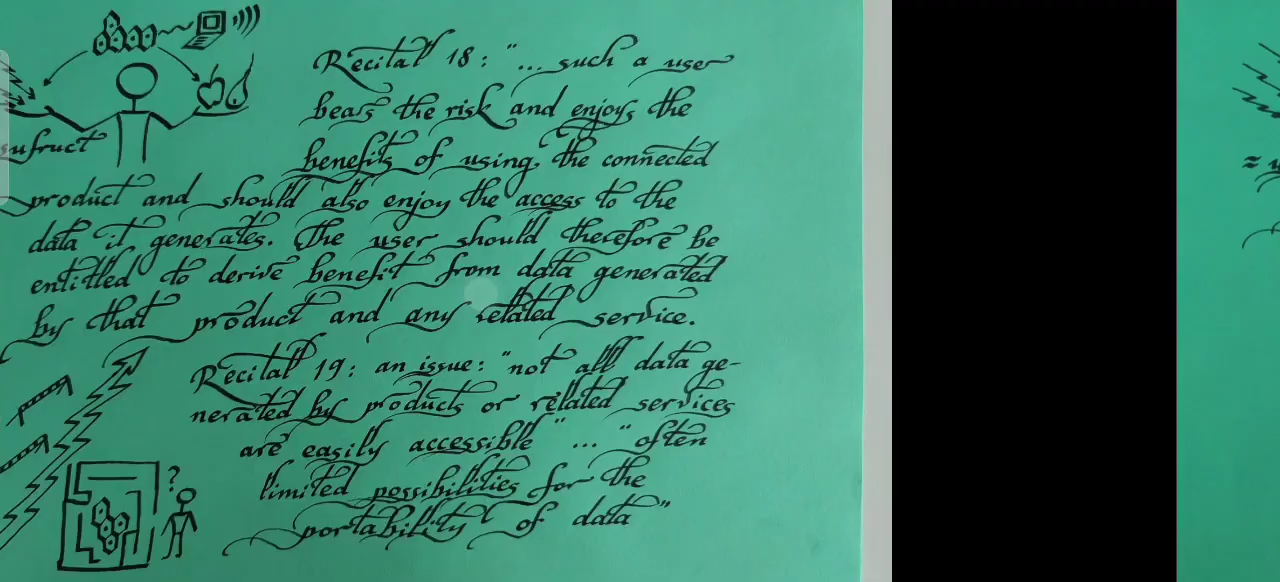 Recital 18: "... such a user
bears the risk and enjoys the
sufruct
benefits of using the connected
product and should also enjoy the access to the
data it generates. The user should therefore be
entitled to derive benefit from data generated
by that product and any related service.
Recital 19: an issue: "not all data ge-
nerated by products or related services
are easily accessible" ... "often
?
limited possibilities for the
portability of data"